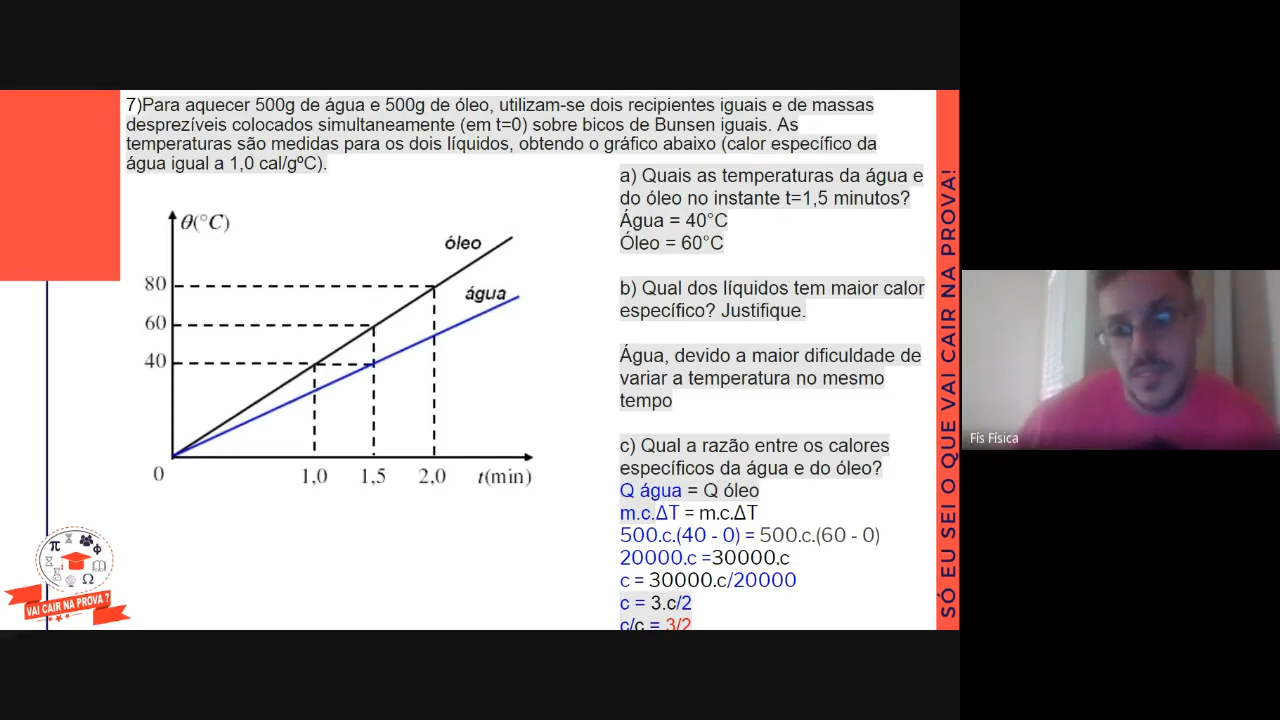 7)Para aquecer 500g de água e 500g de óleo, utilizam-se dois recipientes iguais e de massas
desprezíveis colocados simultaneamente (em t=0) sobre bicos de Bunsen iguais. As
temperaturas são medidas para os dois líquidos, obtendo o gráfico abaixo (calor específico da
água igual a 1,0 cal/gºC).
θ(°C)
óleo
água
80
60
40
0
1,0
1,5
2,0
t(min)
a) Quais as temperaturas da água e
do óleo no instante t=1,5 minutos?
Água = 40°C
Óleo = 60°C
b) Qual dos líquidos tem maior calor
específico? Justifique.
Água, devido a maior dificuldade de
variar a temperatura no mesmo
tempo
c) Qual a razão entre os calores
específicos da água e do óleo?
Q água = Q óleo
m.c.ΔT = m.c.ΔT
500.c.(40 - 0) = 500.c.(60 - 0)
20000.c =30000.c
c = 30000.c/20000
c = 3.c/2
c/c = 3/2
SÓ EU SEI O QUE VAI CAIR NA PROVA!
π
Φ
Ω
VAI CAIR NA PROVA ?
Fís Física